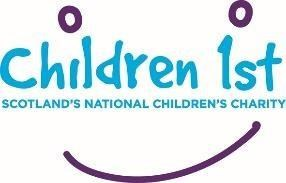 Children 1st
SCOTLAND'S NATIONAL CHILDREN'S CHARITY